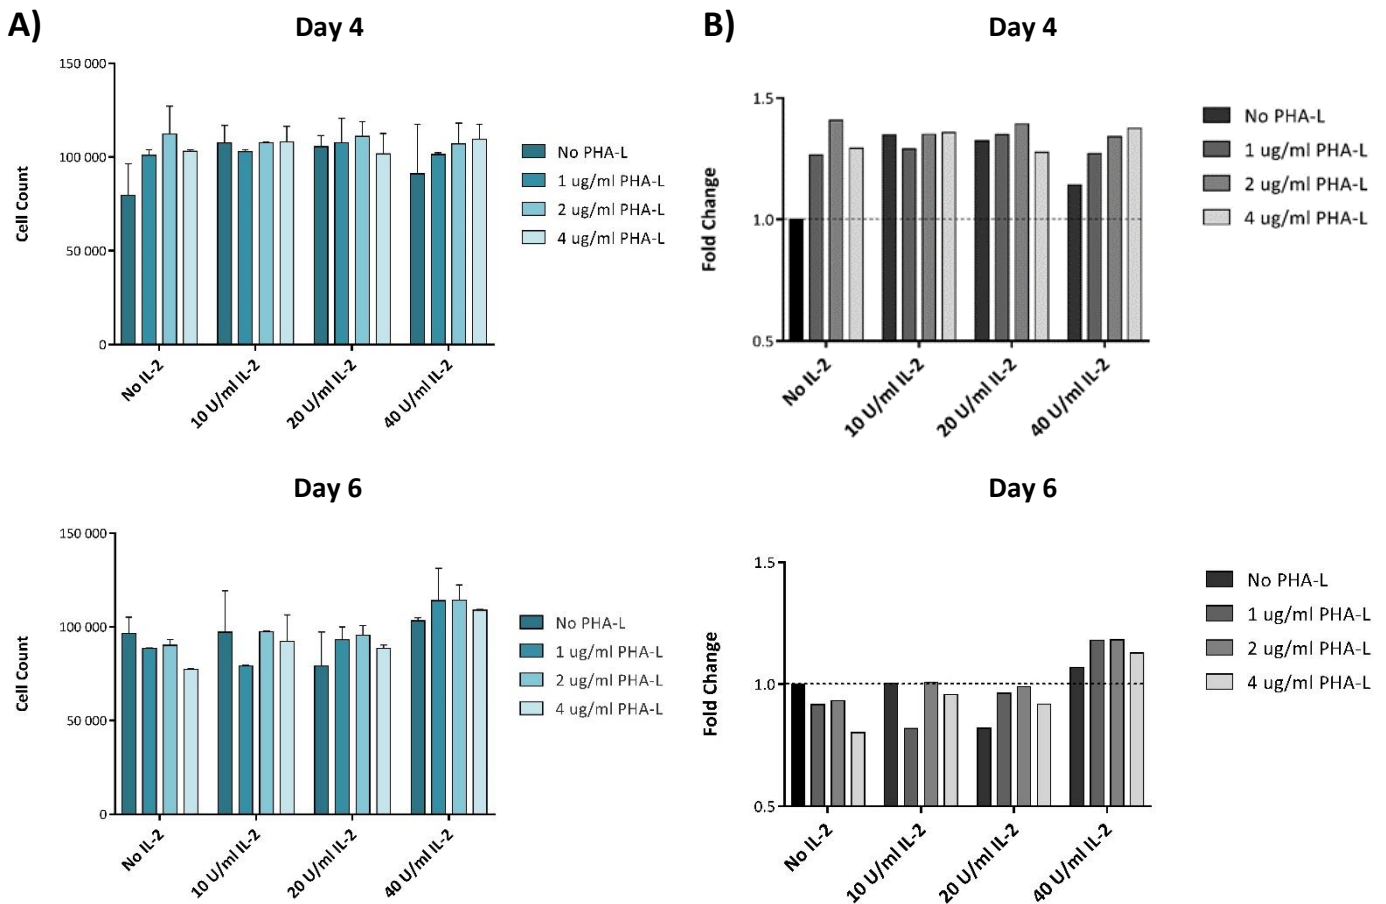 A)
Day 4
Cell Count
150 000
100 000
50 000
0
No IL-2
10 U/ml IL-2
20 U/ml IL-2
40 U/ml IL-2
No PHA-L
1 ug/ml PHA-L
2 ug/ml PHA-L
4 ug/ml PHA-L
B)
Day 4
Fold Change
1.5
1.0
0.5
No IL-2
10 U/ml IL-2
20 U/ml IL-2
40 U/ml IL-2
No PHA-L
1 ug/ml PHA-L
2 ug/ml PHA-L
4 ug/ml PHA-L
Day 6
Cell Count
150 000
100 000
50 000
0
No IL-2
10 U/ml IL-2
20 U/ml IL-2
40 U/ml IL-2
No PHA-L
1 ug/ml PHA-L
2 ug/ml PHA-L
4 ug/ml PHA-L
Day 6
Fold Change
1.5
1.0
0.5
No IL-2
10 U/ml IL-2
20 U/ml IL-2
40 U/ml IL-2
No PHA-L
1 ug/ml PHA-L
2 ug/ml PHA-L
4 ug/ml PHA-L